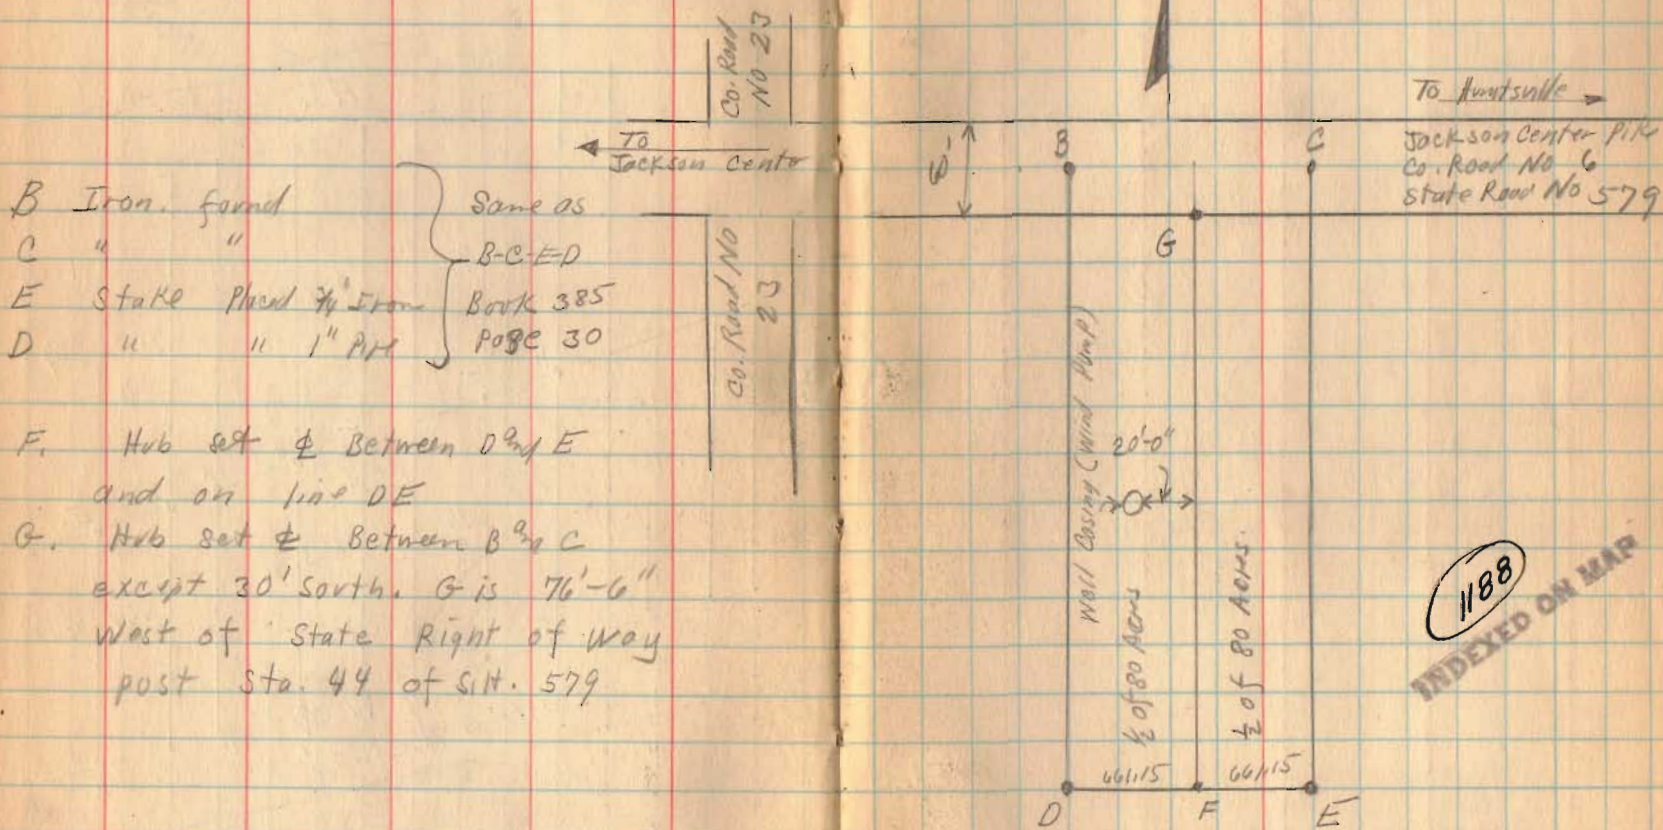 B Iron. found
C " "
E Stake Placed 3/4" Iron
D " " 1" Pipe
Same as
B-C-E-D
Book 385
Page 30
F. Hub set ₵ Between D and E
and on line DE
G. Hub set ₵ Between B and C
except 30' South. G is 76'-6"
West of State Right of Way
post Sta. 44 of S.H. 579
Co. Road
No 23
To
Jackson Center
Co. Road No
23
To Huntsville
Jackson Center Pike
Co. Road No 6
State Road No 579
B
C
G
Well Casing (Wind Pump)
20'-0"
1/2 of 80 Acres
1/2 of 80 Acres.
661.15
661.15
D
F
E
1188
INDEXED ON MAP